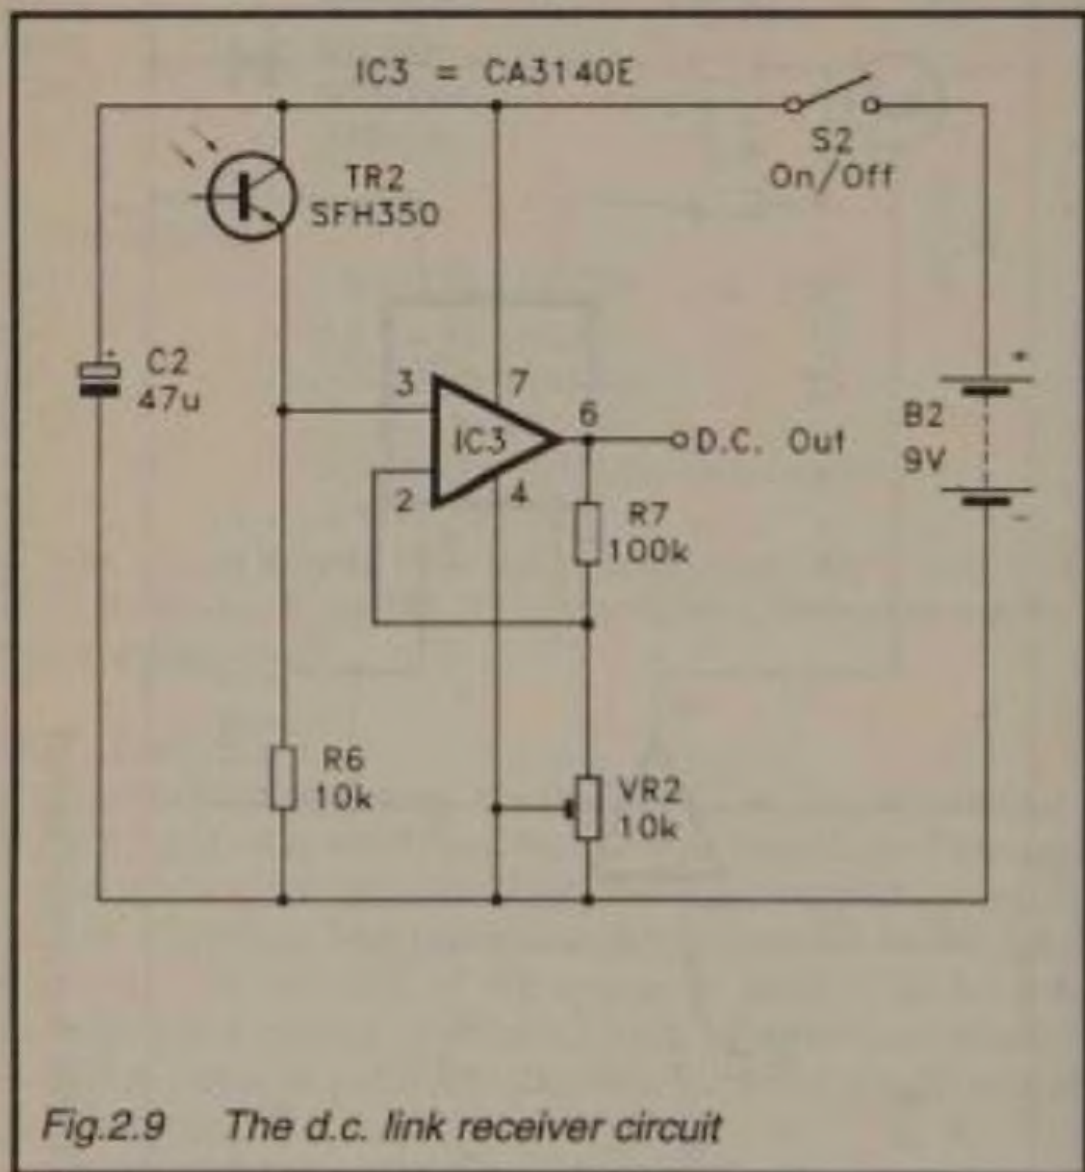 IC3 = CA3140E
TR2
SFH350
S2
On/Off
+
C2
47u
3
7
IC3
6
D.C. Out
2
4
R7
100k
+
B2
9V
-
R6
10k
VR2
10k
Fig.2.9 The d.c. link receiver circuit